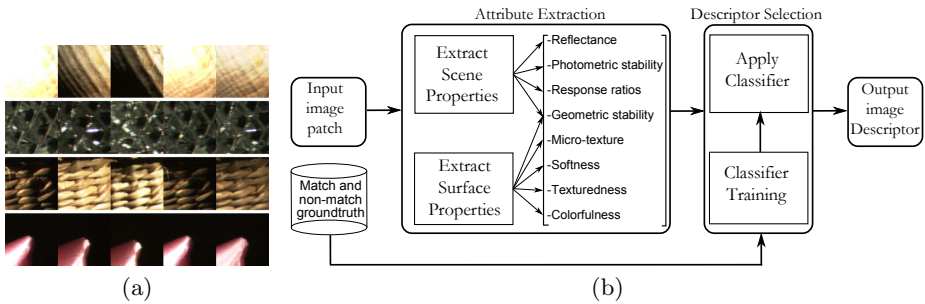 Attribute Extraction
Descriptor Selection
Input
image
patch
Extract
Scene
Properties
-Reflectance
-Photometric stability
-Response ratios
-Geometric stability
-Micro-texture
-Softness
-Texturedness
-Colorfulness
Extract
Surface
Properties
Match and
non-match
groundtruth
Apply
Classifier
Classifier
Training
Output
image
Descriptor
(a)
(b)